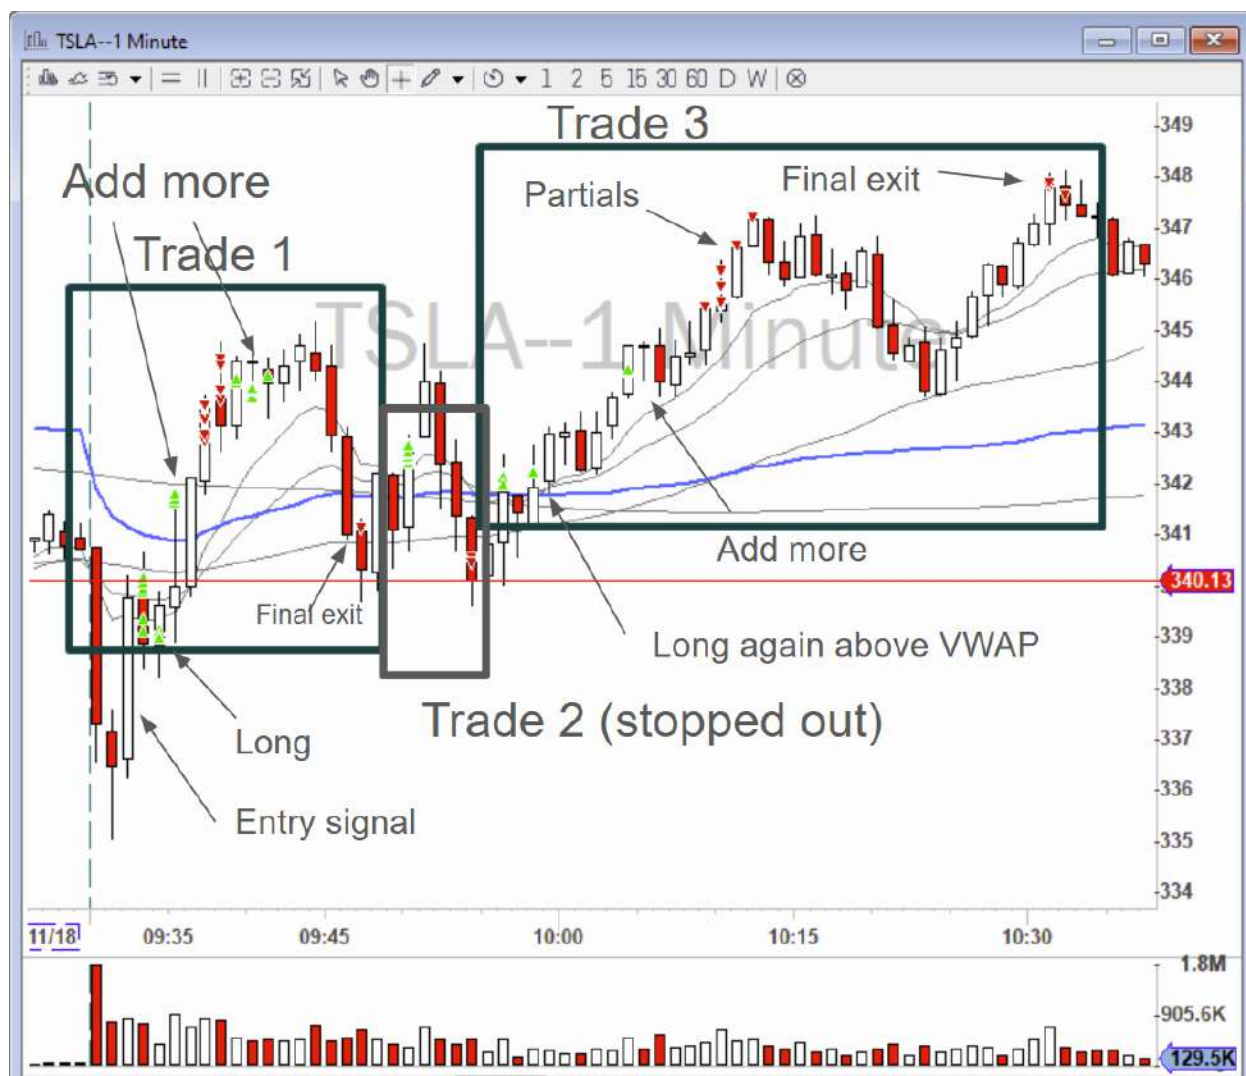 TSLA--1 Minute
1 2 5 15 30 60 D W
Trade 3
349
Add more
Partials
Final exit
348
347
Trade 1
346
TSLA--1 Minute
345
344
343
342
341
Add more
Final exit
340.13
Long again above VWAP
339
338
Trade 2 (stopped out)
Long
337
336
Entry signal
335
334
11/18 09:35 09:45 10:00 10:15 10:30
1.8M
905.6K
129.5K